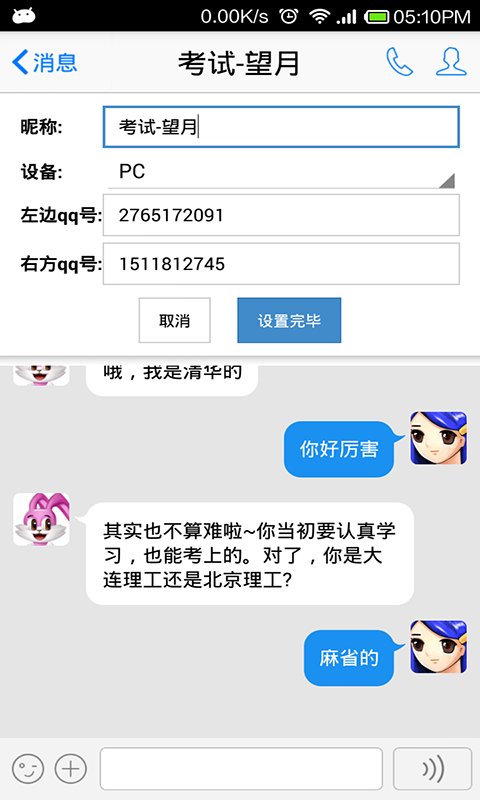 0.00K/s 05:10PM
消息 考试-望月
昵称: 考试-望月
设备: PC
左边qq号: 2765172091
右方qq号: 1511812745
取消 设置完毕
哦，我是清华的
你好厉害
其实也不算难啦~你当初要认真学
习，也能考上的。对了，你是大
连理工还是北京理工?
麻省的